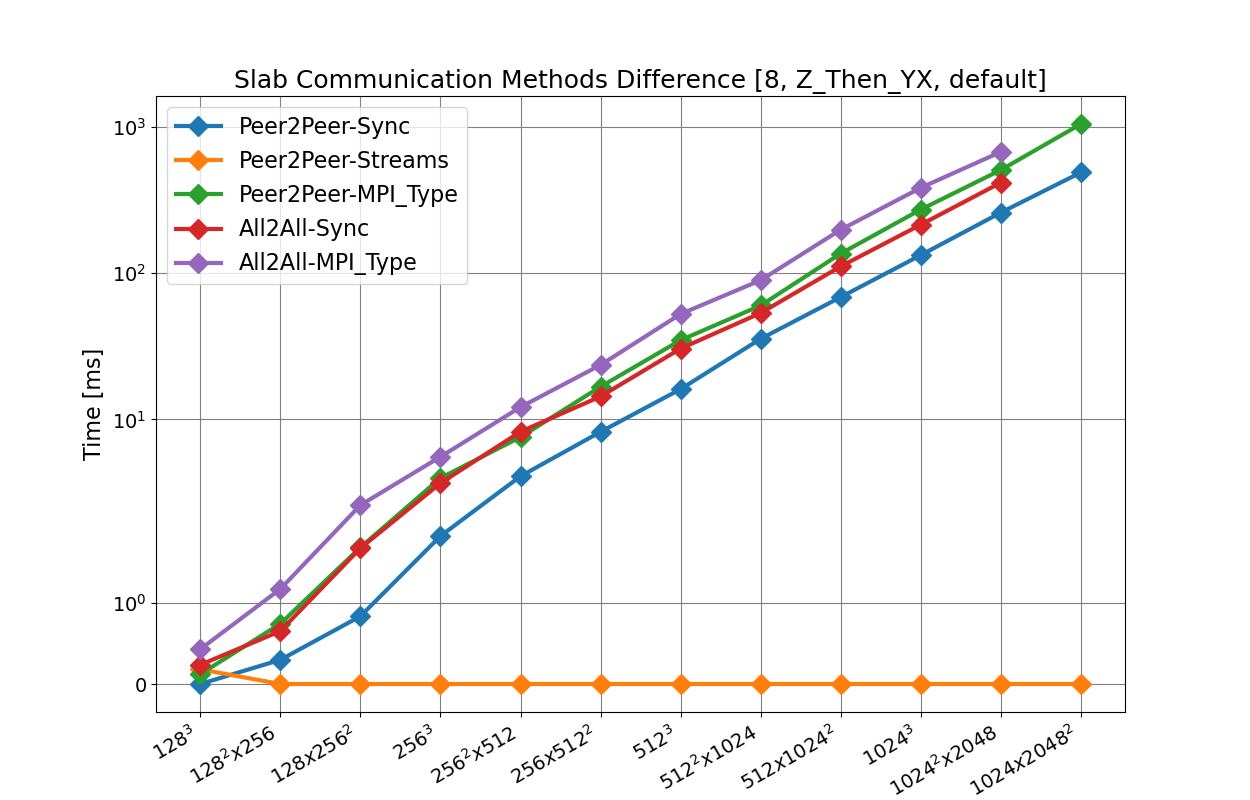 Slab Communication Methods Difference [8, Z_Then_YX, default]
Peer2Peer-Sync
Peer2Peer-Streams
Peer2Peer-MPI_Type
All2All-Sync
All2All-MPI_Type
Time [ms]
10³
10²
10¹
10⁰
0
128³
128²x256
128x256²
256³
256²x512
256x512²
512³
512²x1024
512x1024²
1024³
1024²x2048
1024x2048²